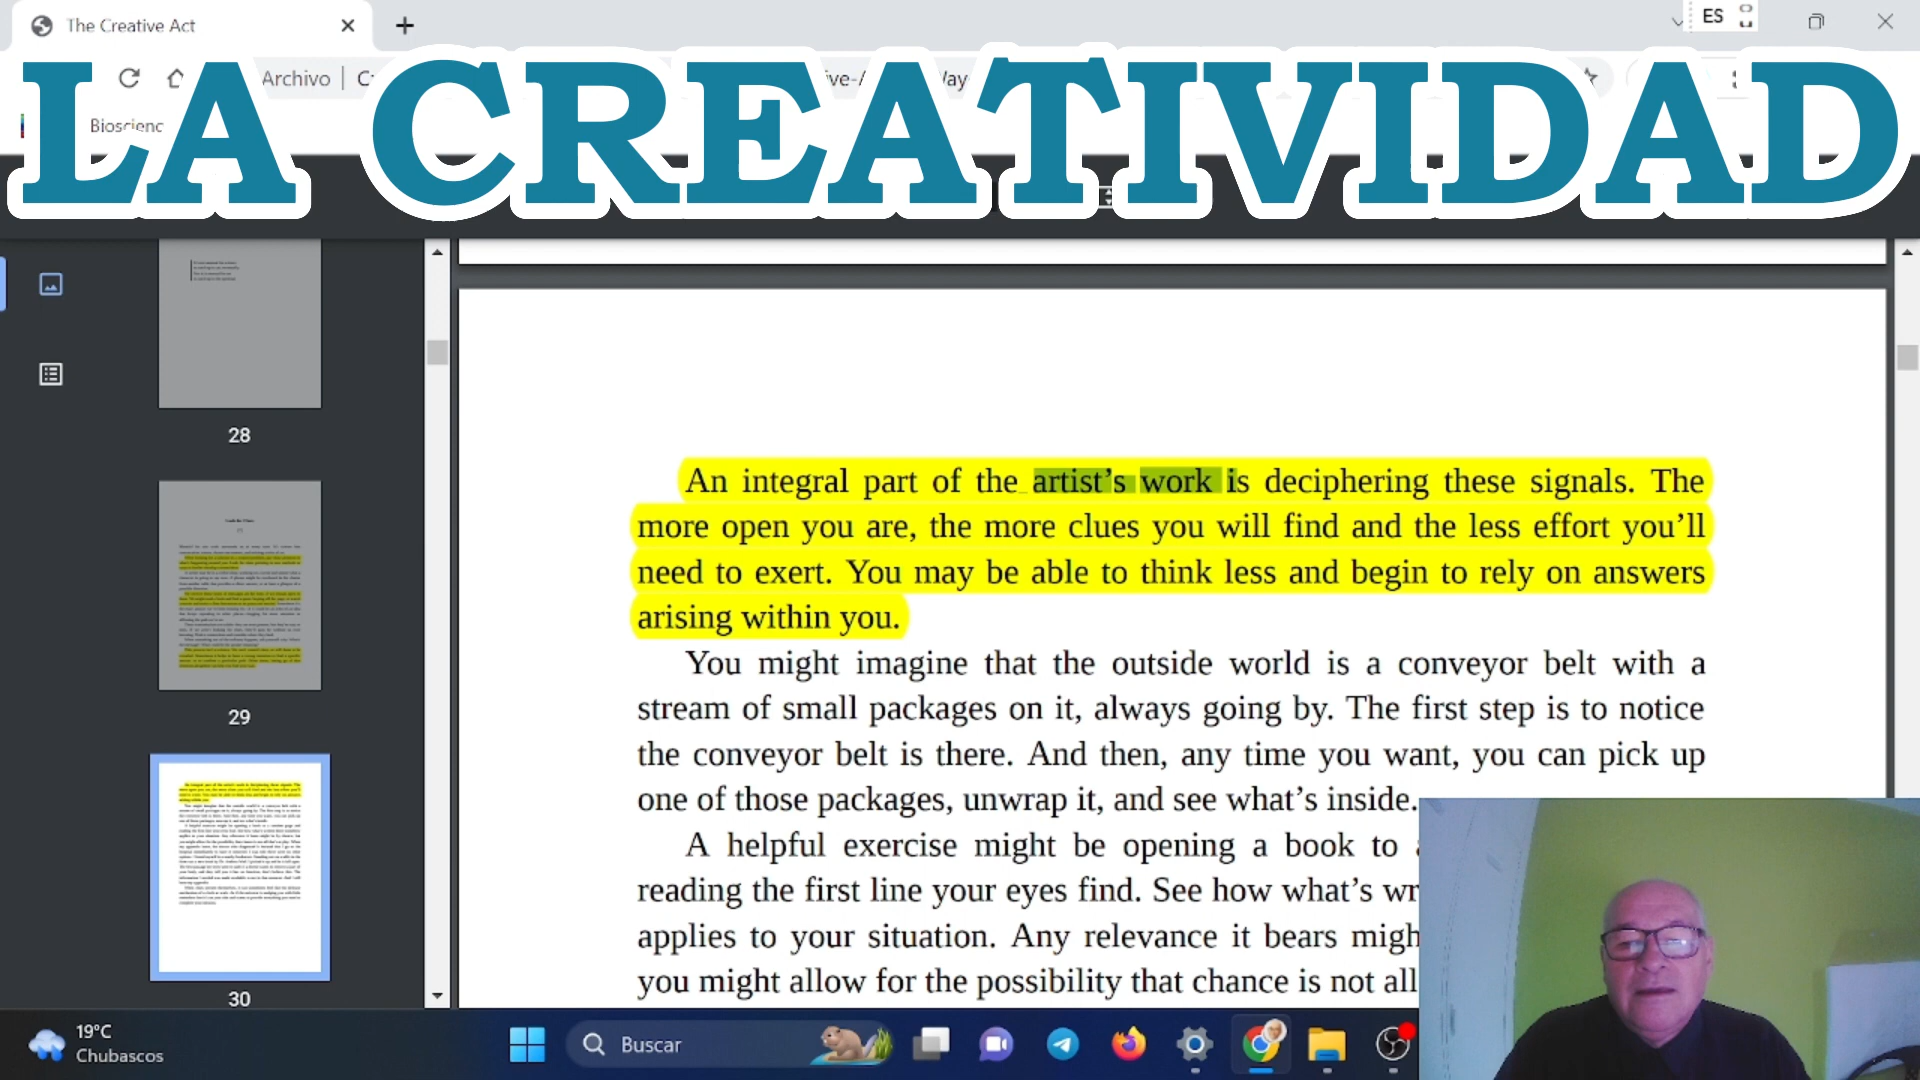 The Creative Act
ES
Archivo
LA CREATIVIDAD
28
29
30
An integral part of the artist's work is deciphering these signals. The
more open you are, the more clues you will find and the less effort you'll
need to exert. You may be able to think less and begin to rely on answers
arising within you.
You might imagine that the outside world is a conveyor belt with a
stream of small packages on it, always going by. The first step is to notice
the conveyor belt is there. And then, any time you want, you can pick up
one of those packages, unwrap it, and see what's inside.
A helpful exercise might be opening a book to
reading the first line your eyes find. See how what's
applies to your situation. Any relevance it bears
you might allow for the possibility that chance is not all
19°C
Chubascos
Buscar